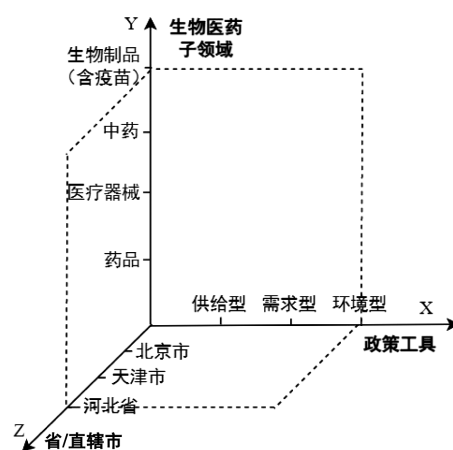 Y
生物医药
子领域
生物制品
（含疫苗）
中药
医疗器械
药品
供给型
需求型
环境型
X
政策工具
北京市
天津市
河北省
Z
省/直辖市